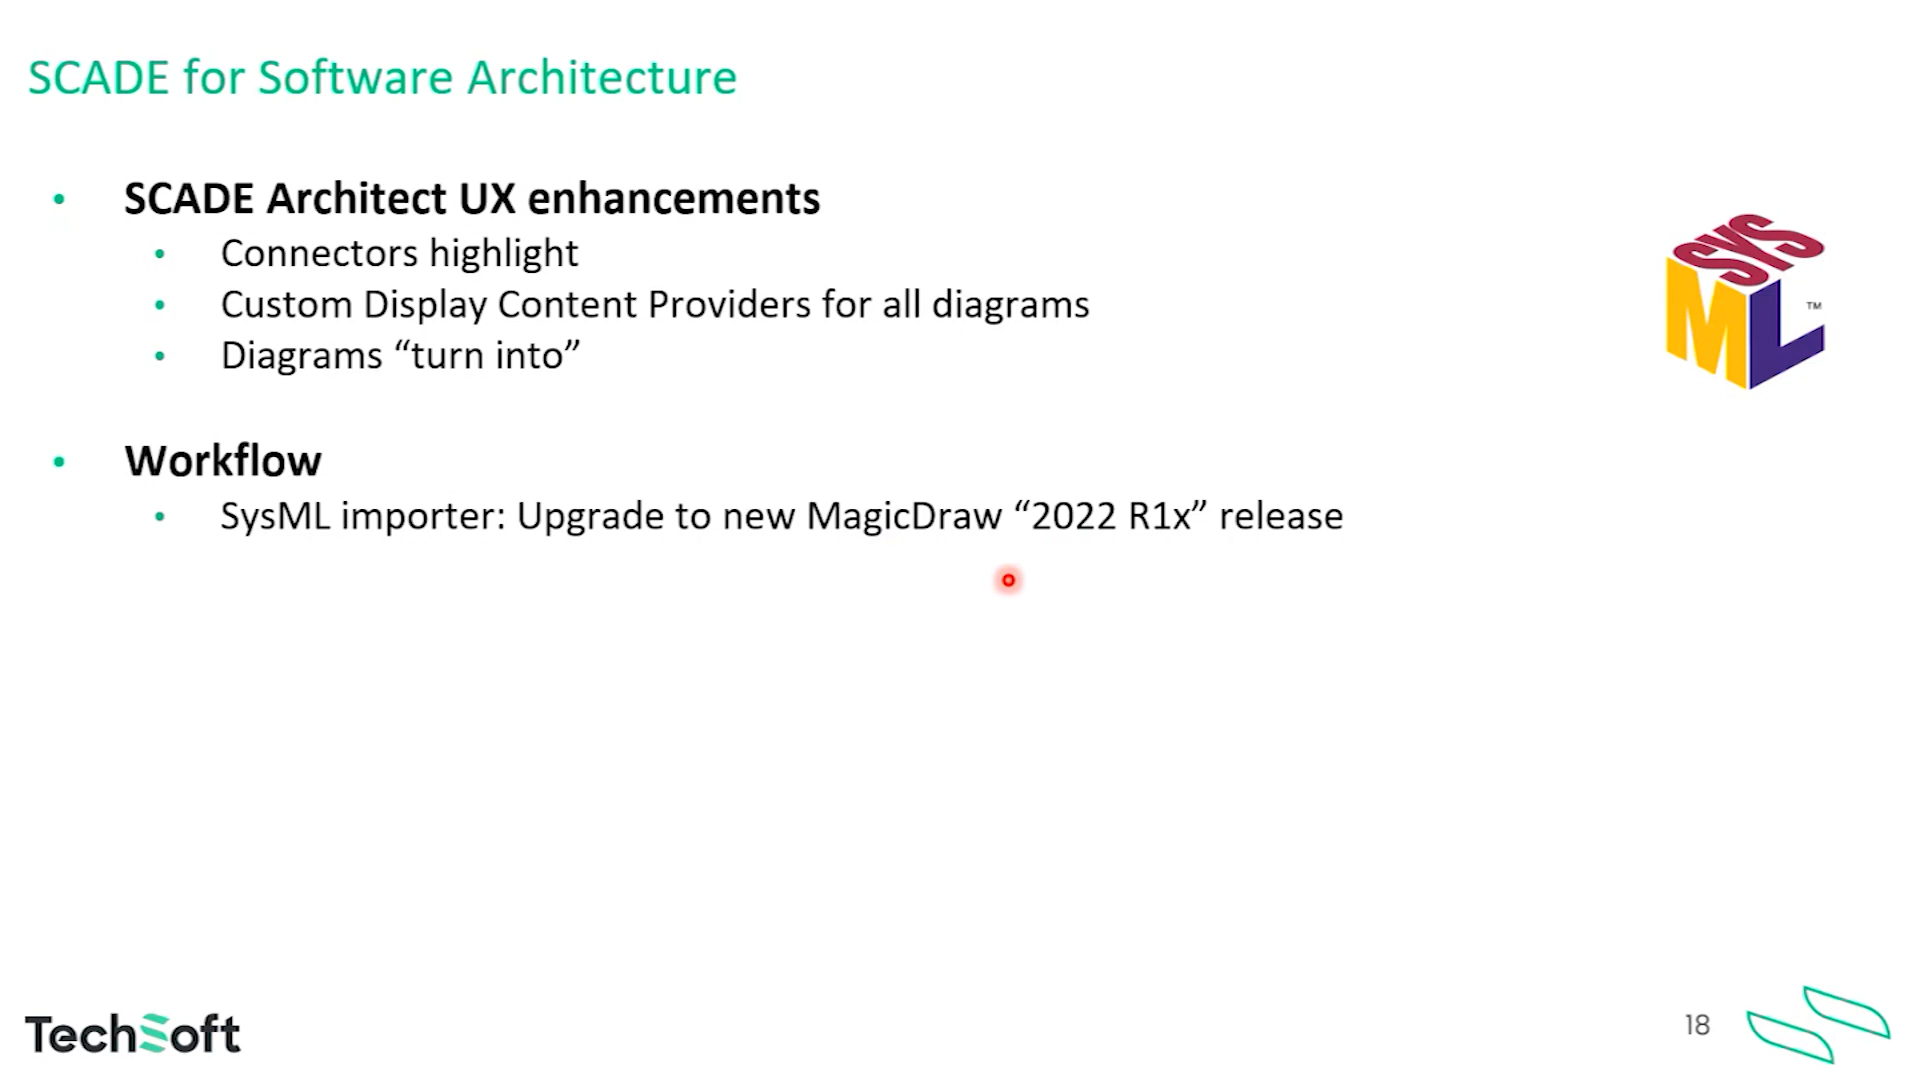 SCADE for Software Architecture
• SCADE Architect UX enhancements
• Connectors highlight
• Custom Display Content Providers for all diagrams
• Diagrams “turn into”
• Workflow
• SysML importer: Upgrade to new MagicDraw “2022 R1x” release
SYS
ML
TM
TechSoft
18